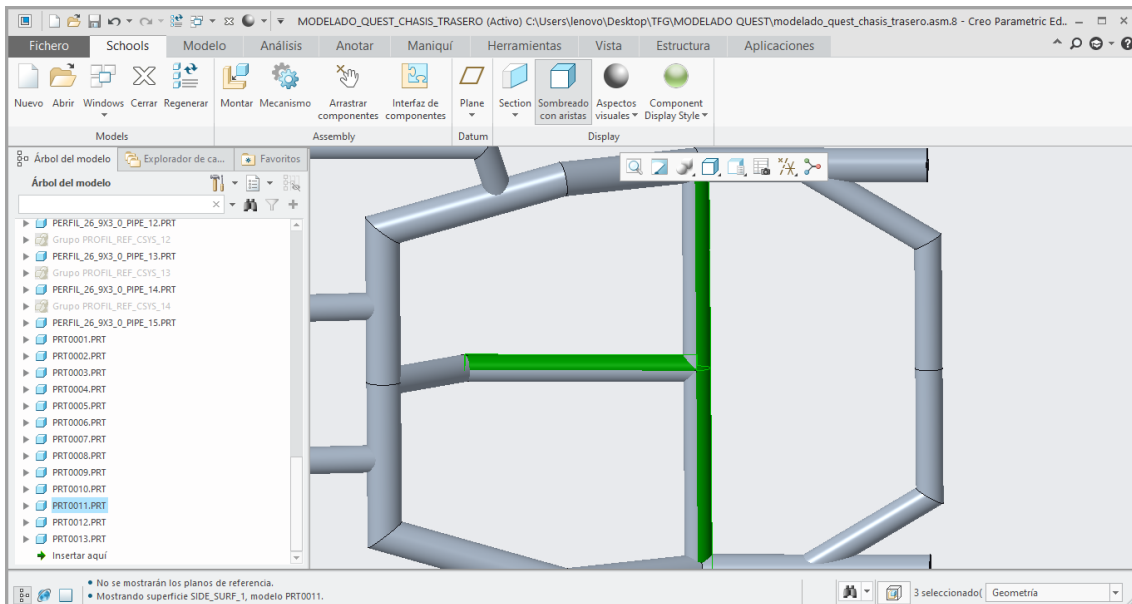 MODELADO_QUEST_CHASIS_TRASERO (Activo) C:\Users\lenovo\Desktop\TFG\MODELADO QUEST\modelado_quest_chasis_trasero.asm.8 - Creo Parametric Ed..
Fichero Schools Modelo Análisis Anotar Maniquí Herramientas Vista Estructura Aplicaciones
Nuevo Abrir Windows Cerrar Regenerar Montar Mecanismo Arrastrar componentes Interfaz de componentes Plane Section Sombreado con aristas Aspectos visuales Component Display Style
Models Assembly Datum Display
Árbol del modelo Explorador de ca... Favoritos
Árbol del modelo
PERFIL_26_9X3_0_PIPE_12.PRT
Grupo PROFIL_REF_CSYS_12
PERFIL_26_9X3_0_PIPE_13.PRT
Grupo PROFIL_REF_CSYS_13
PERFIL_26_9X3_0_PIPE_14.PRT
Grupo PROFIL_REF_CSYS_14
PERFIL_26_9X3_0_PIPE_15.PRT
PRT0001.PRT
PRT0002.PRT
PRT0003.PRT
PRT0004.PRT
PRT0005.PRT
PRT0006.PRT
PRT0007.PRT
PRT0008.PRT
PRT0009.PRT
PRT0010.PRT
PRT0011.PRT
PRT0012.PRT
PRT0013.PRT
Insertar aquí
• No se mostrarán los planos de referencia.
• Mostrando superficie SIDE_SURF_1, modelo PRT0011.
3 seleccionado( Geometría